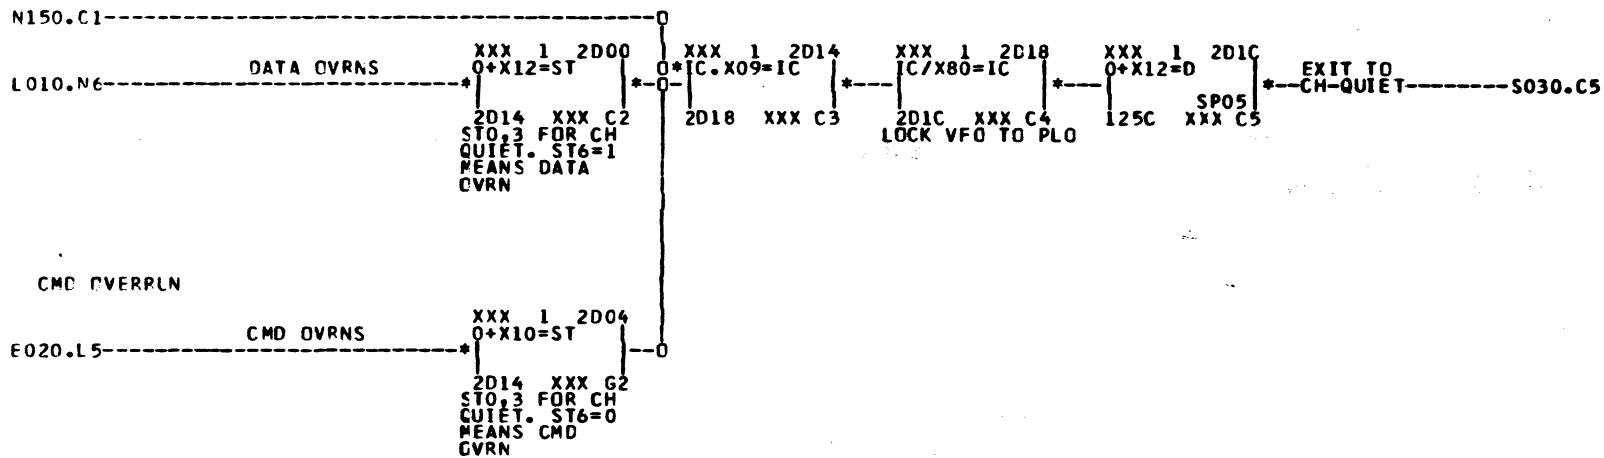 N150.C1
XXX 1 2D00
XXX 1 2D14
XXX 1 2D18
XXX 1 2D1C
DATA OVRNS
0+X12=ST
IC.X09=IC
IC/X80=IC
0+X12=D
EXIT TO
L010.N6
CH-QUIET
S030.C5
SP05
2D14 XXX C2
2D18 XXX C3
2D1C XXX C4
125C XXX C5
STO,3 FOR CH
LOCK VFO TO PLO
QUIET. ST6=1
MEANS DATA
OVRN
CMD OVERRLN
XXX 1 2D04
CMD OVRNS
0+X10=ST
E020.L5
2D14 XXX G2
STO,3 FOR CH
QUIET. ST6=0
MEANS CMD
OVRN